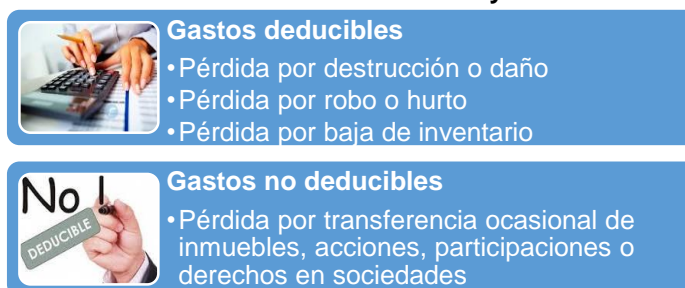 Gastos deducibles
•Pérdida por destrucción o daño
•Pérdida por robo o hurto
•Pérdida por baja de inventario
No !
DEDUCIBLE
Gastos no deducibles
•Pérdida por transferencia ocasional de
inmuebles, acciones, participaciones o
derechos en sociedades